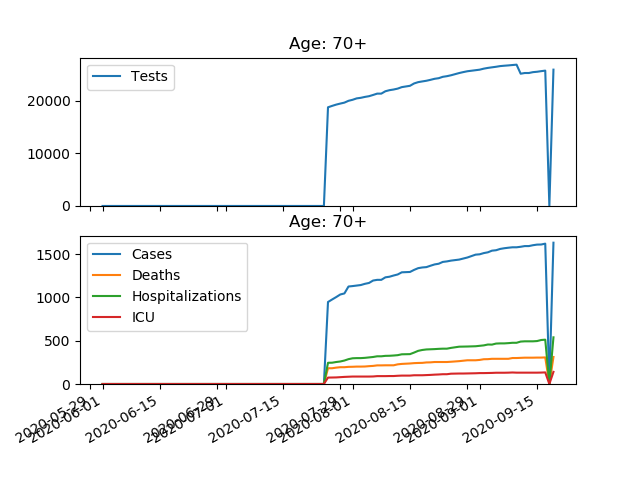 Age: 70+
Tests
20000
10000
0
Age: 70+
Cases
Deaths
Hospitalizations
ICU
1500
1000
500
0
2020-05-29
2020-06-01
2020-06-15
2020-06-29
2020-07-01
2020-07-15
2020-07-29
2020-08-01
2020-08-15
2020-08-29
2020-09-01
2020-09-15